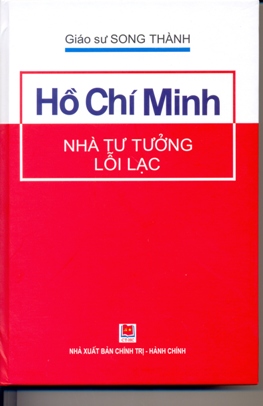 Giáo sư SONG THÀNH
Hồ Chí Minh
NHÀ TƯ TƯỞNG
LỖI LẠC
NHÀ XUẤT BẢN CHÍNH TRỊ - HÀNH CHÍNH